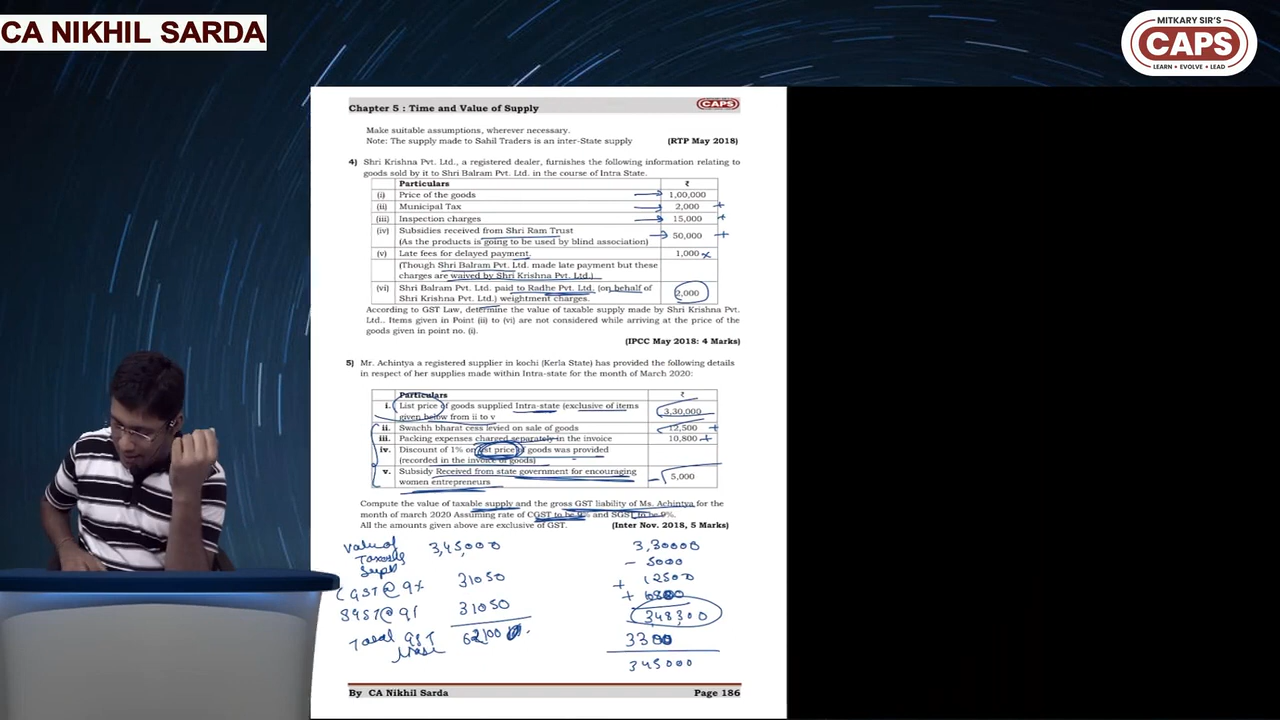 CA NIKHIL SARDA
MITKARY SIR'S
CAPS
LEARN • EVOLVE • LEAD
Chapter 5 : Time and Value of Supply
CAPS
Make suitable assumptions, wherever necessary.
Note: The supply made to Sahil Traders is an inter-State supply (RTP May 2018)
4) Shri Krishna Pvt. Ltd., a registered dealer, furnishes the following information relating to
goods sold by it to Shri Balram Pvt. Ltd. in the course of Intra State.
Particulars ₹
(i) Price of the goods 1,00,000
(ii) Municipal Tax 2,000 +
(iii) Inspection charges 15,000 +
(iv) Subsidies received from Shri Ram Trust
(As the products is going to be used by blind association) 50,000 +
(v) Late fees for delayed payment. 1,000 x
(Though Shri Balram Pvt. Ltd. made late payment but these
charges are waived by Shri Krishna Pvt. Ltd.)
(vi) Shri Balram Pvt. Ltd. paid to Radhe Pvt. Ltd. (on behalf of
Shri Krishna Pvt. Ltd.) weightment charges. 2,000
According to GST Law, determine the value of taxable supply made by Shri Krishna Pvt.
Ltd.. Items given in Point (ii) to (vi) are not considered while arriving at the price of the
goods given in point no. (i).
(IPCC May 2018: 4 Marks)
5) Mr. Achintya a registered supplier in kochi (Kerla State) has provided the following details
in respect of her supplies made within Intra-state for the month of March 2020:
Particulars ₹
i. List price of goods supplied Intra-state (exclusive of items
given below from ii to v 3,30,000
ii. Swachh bharat cess levied on sale of goods 12,500 +
iii. Packing expenses charged separately in the invoice 10,800 +
iv. Discount of 1% on list price of goods was provided
(recorded in the invoice of goods)
v. Subsidy Received from state government for encouraging
women entrepreneurs 5,000
Compute the value of taxable supply and the gross GST liability of Ms. Achintya for the
month of march 2020 Assuming rate of CGST to be 9% and SGST to be 9%.
All the amounts given above are exclusive of GST. (Inter Nov. 2018, 5 Marks)
Value of 3,45,000
Taxable
Supply
CGST @ 9% 31050
SGST @ 9% 31050
Total GST 62100
3,30000
- 5000
+ 12500
+
348300
3300
345000
By CA Nikhil Sarda Page 186